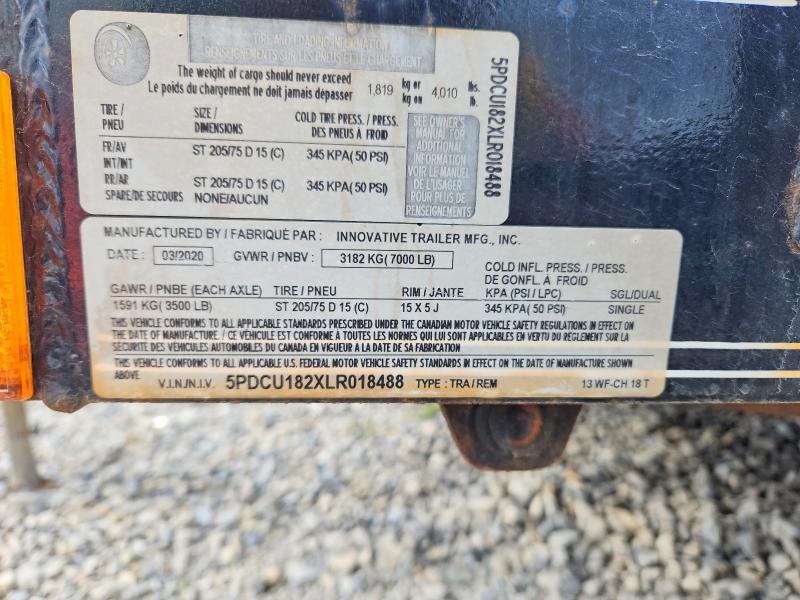 TIRE AND LOADING INFORMATION
RENSEIGNEMENTS SUR LES PNEUS ET LE CHARGEMENT
The weight of cargo should never exceed
Le poids du chargement ne doit jamais dépasser 1,819 kg or kg ou 4,010 lbs. lb.
TIRE / PNEU SIZE / DIMENSIONS COLD TIRE PRESS. / PRESS. DES PNEUS À FROID
FR/AV ST 205/75 D 15 (C) 345 KPA( 50 PSI)
INT/INT
RR/AR ST 205/75 D 15 (C) 345 KPA( 50 PSI)
SPARE/DE SECOURS NONE/AUCUN
SEE OWNER'S
MANUAL FOR
ADDITIONAL
INFORMATION
VOIR LE MANUEL
DE L'USAGER
POUR PLUS DE
RENSEIGNEMENTS
5PDCU182XLR018488
MANUFACTURED BY / FABRIQUÉ PAR : INNOVATIVE TRAILER MFG., INC.
DATE : 03/2020 GVWR / PNBV : 3182 KG( 7000 LB)
GAWR / PNBE (EACH AXLE) TIRE / PNEU RIM / JANTE COLD INFL. PRESS. / PRESS. DE GONFL. À FROID KPA (PSI / LPC) SGL/DUAL
1591 KG( 3500 LB) ST 205/75 D 15 (C) 15 X 5 J 345 KPA( 50 PSI) SINGLE
THIS VEHICLE CONFORMS TO ALL APPLICABLE STANDARDS PRESCRIBED UNDER THE CANADIAN MOTOR VEHICLE SAFETY REGULATIONS IN EFFECT ON
THE DATE OF MANUFACTURE. / CE VÉHICULE EST CONFORME À TOUTES LES NORMES QUI LUI SONT APPLICABLES EN VERTU DU RÈGLEMENT SUR LA
SÉCURITÉ DES VÉHICULES AUTOMOBILES DU CANADA EN VIGUEUR À LA DATE DE SA FABRICATION
THIS VEHICLE CONFORMS TO ALL APPLICABLE U.S. FEDERAL MOTOR VEHICLE SAFETY STANDARDS IN EFFECT ON THE DATE OF MANUFACTURE SHOWN
ABOVE
V.I.N./N.I.V. 5PDCU182XLR018488 TYPE : TRA / REM 13 WF-CH 18 T